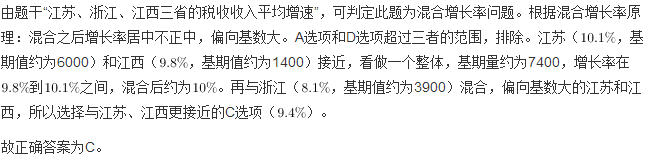 由题干“江苏、浙江、江西三省的税收收入平均增速”，可判定此题为混合增长率问题。根据混合增长率原
理：混合之后增长率居中不正中，偏向基数大。A选项和D选项超过三者的范围，排除。江苏（10.1%，基
期值约为6000）和江西（9.8%，基期值约为1400）接近，看做一个整体，基期量约为7400，增长率在
9.8%到10.1%之间，混合后约为10%。再与浙江（8.1%，基期值约为3900）混合，偏向基数大的江苏和江
西，所以选择与江苏、江西更接近的C选项（9.4%）。
故正确答案为C。